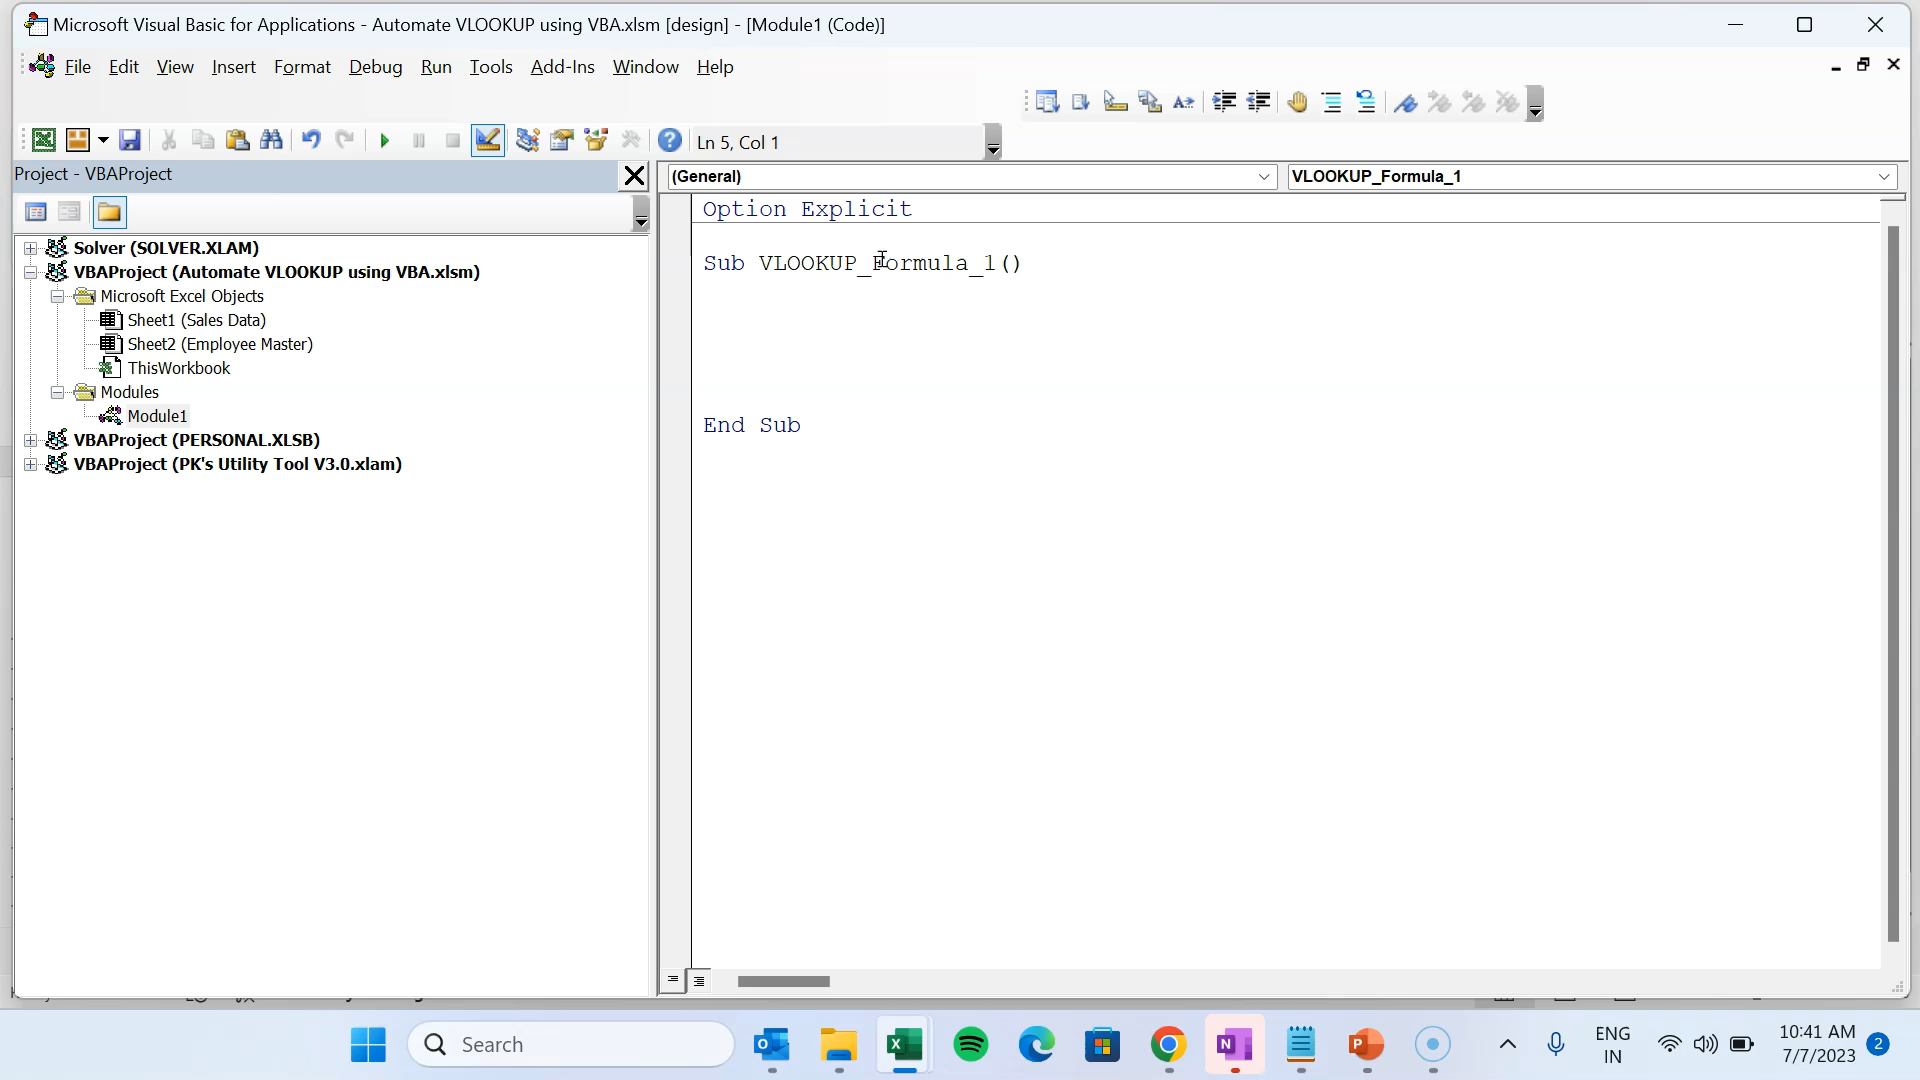 Microsoft Visual Basic for Applications - Automate VLOOKUP using VBA.xlsm [design] - [Module1 (Code)]
File Edit View Insert Format Debug Run Tools Add-Ins Window Help
Ln 5, Col 1
Project - VBAProject
(General)
VLOOKUP_Formula_1
Option Explicit
Sub VLOOKUP_Formula_1()
End Sub
Solver (SOLVER.XLAM)
VBAProject (Automate VLOOKUP using VBA.xlsm)
Microsoft Excel Objects
Sheet1 (Sales Data)
Sheet2 (Employee Master)
ThisWorkbook
Modules
Module1
VBAProject (PERSONAL.XLSB)
VBAProject (PK's Utility Tool V3.0.xlam)
Search
ENG
IN
10:41 AM
7/7/2023
2